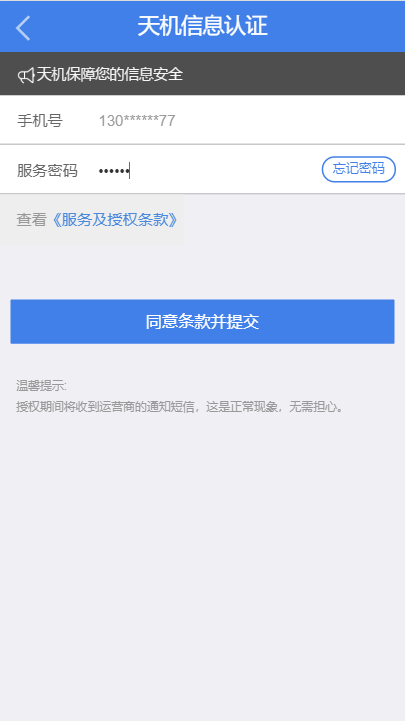 天机信息认证
天机保障您的信息安全
手机号 130******77
服务密码 •••••• 忘记密码
查看《服务及授权条款》
同意条款并提交
温馨提示:
授权期间将收到运营商的通知短信，这是正常现象，无需担心。